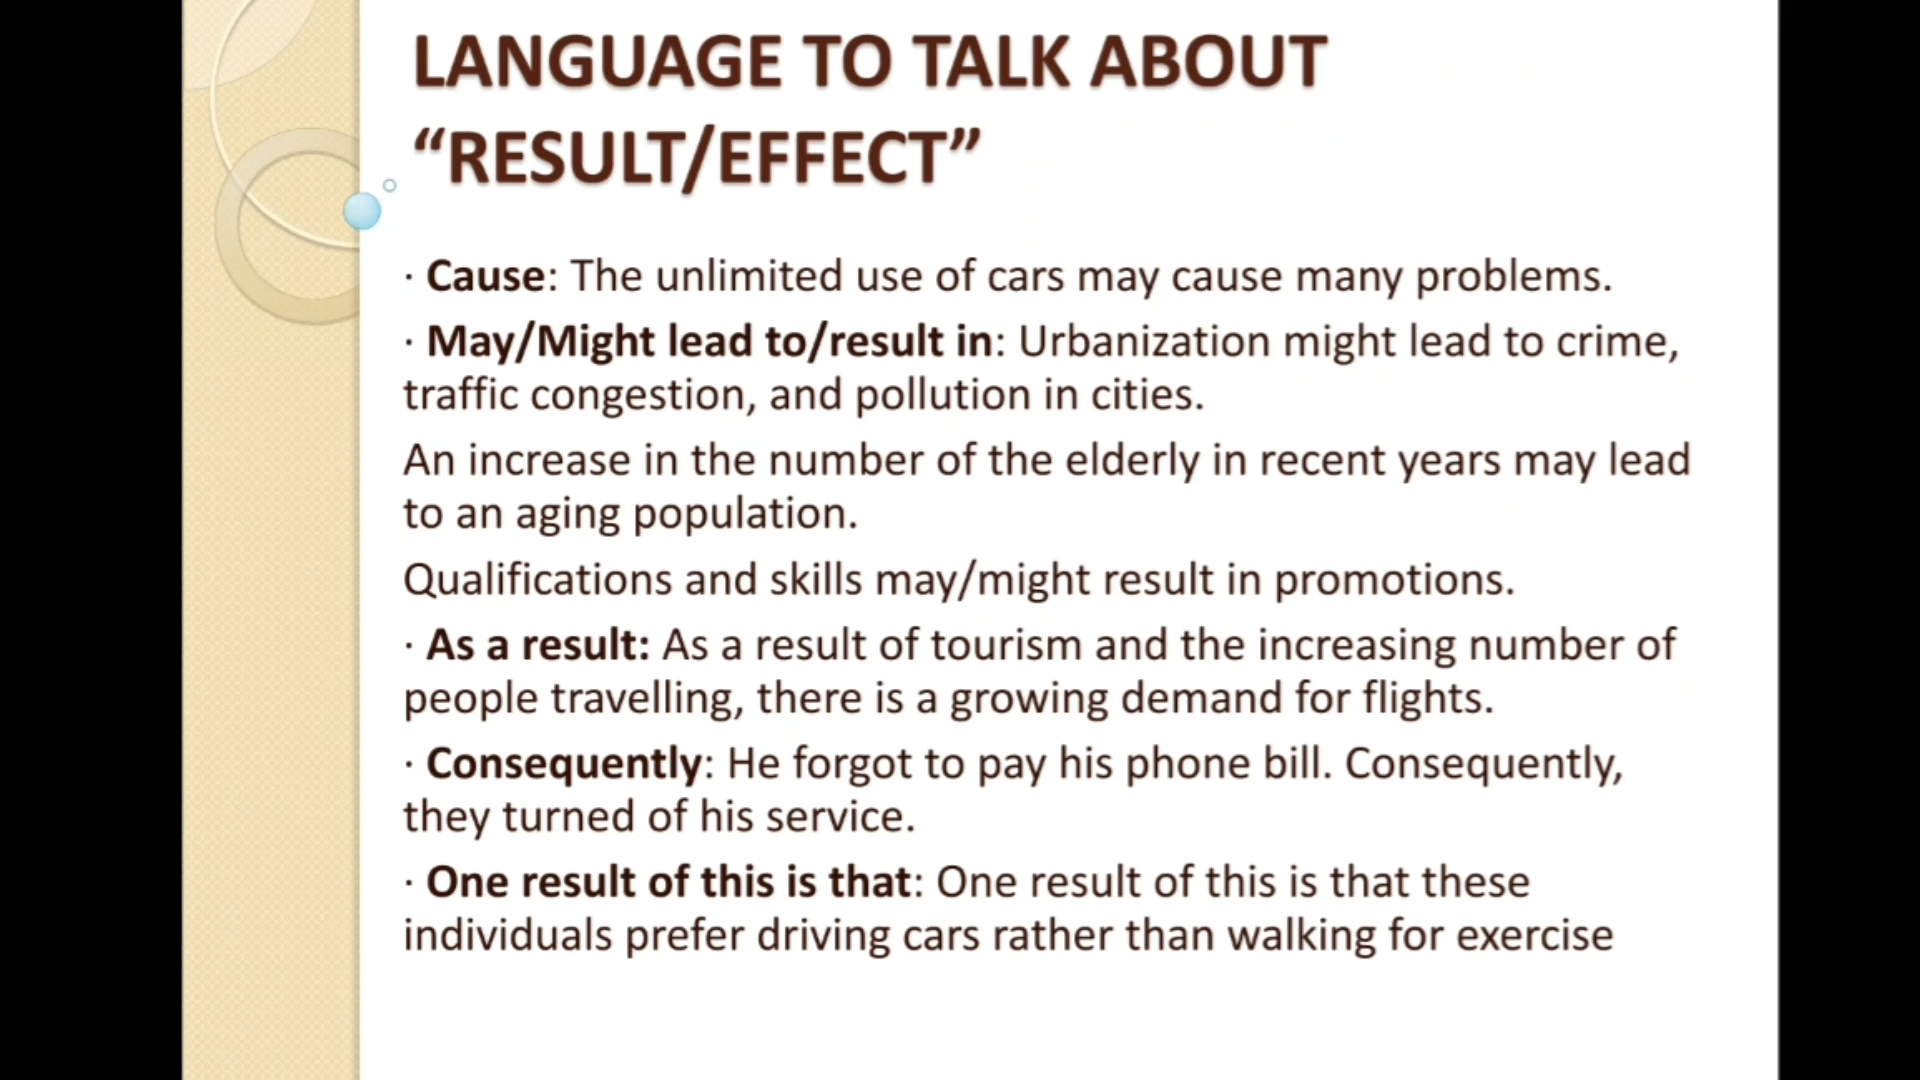 LANGUAGE TO TALK ABOUT
“RESULT/EFFECT”
· Cause: The unlimited use of cars may cause many problems.
· May/Might lead to/result in: Urbanization might lead to crime,
traffic congestion, and pollution in cities.
An increase in the number of the elderly in recent years may lead
to an aging population.
Qualifications and skills may/might result in promotions.
· As a result: As a result of tourism and the increasing number of
people travelling, there is a growing demand for flights.
· Consequently: He forgot to pay his phone bill. Consequently,
they turned of his service.
· One result of this is that: One result of this is that these
individuals prefer driving cars rather than walking for exercise